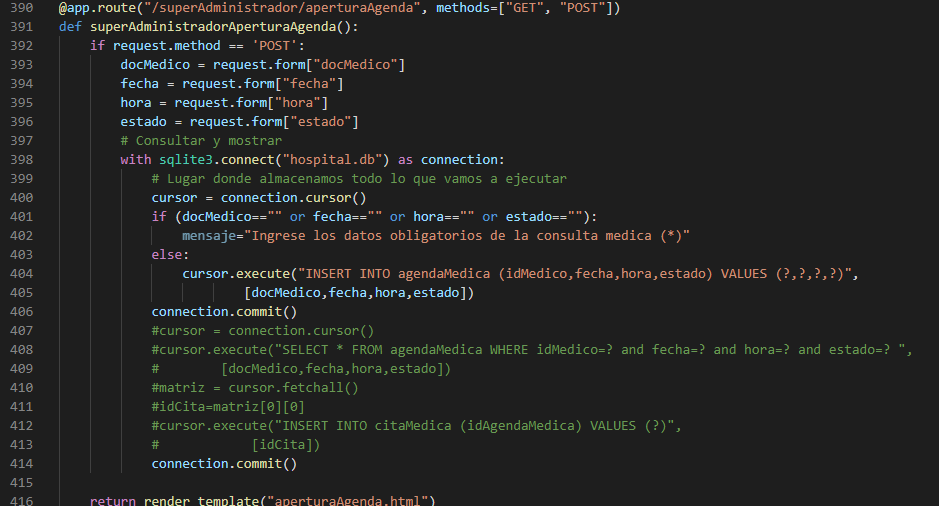 390 @app.route("/superAdministrador/aperturaAgenda", methods=["GET", "POST"])
391 def superAdministradorAperturaAgenda():
392     if request.method == 'POST':
393         docMedico = request.form["docMedico"]
394         fecha = request.form["fecha"]
395         hora = request.form["hora"]
396         estado = request.form["estado"]
397         # Consultar y mostrar
398         with sqlite3.connect("hospital.db") as connection:
399             # Lugar donde almacenamos todo lo que vamos a ejecutar
400             cursor = connection.cursor()
401             if (docMedico=="" or fecha=="" or hora=="" or estado==""):
402                 mensaje="Ingrese los datos obligatorios de la consulta medica (*)"
403             else:
404                 cursor.execute("INSERT INTO agendaMedica (idMedico,fecha,hora,estado) VALUES (?,?,?,?)",
405                         [docMedico,fecha,hora,estado])
406             connection.commit()
407             #cursor = connection.cursor()
408             #cursor.execute("SELECT * FROM agendaMedica WHERE idMedico=? and fecha=? and hora=? and estado=? ",
409             #        [docMedico,fecha,hora,estado])
410             #matriz = cursor.fetchall()
411             #idCita=matriz[0][0]
412             #cursor.execute("INSERT INTO citaMedica (idAgendaMedica) VALUES (?)",
413             #            [idCita])
414             connection.commit()
415
416     return render_template("aperturaAgenda.html")